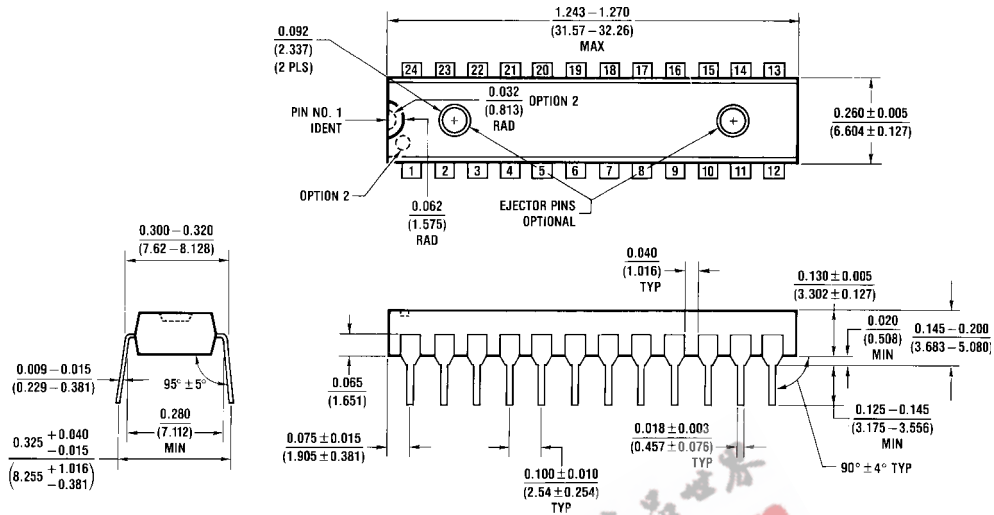 1.243–1.270
(31.57–32.26)
MAX
0.092
(2.337)
(2 PLS)
24 23 22 21 20 19 18 17 16 15 14 13
0.032
(0.813)
RAD
OPTION 2
PIN NO. 1
IDENT
0.260 ± 0.005
(6.604 ± 0.127)
1 2 3 4 5 6 7 8 9 10 11 12
OPTION 2
0.062
(1.575)
RAD
EJECTOR PINS
OPTIONAL
0.300–0.320
(7.62–8.128)
0.040
(1.016)
TYP
0.130 ± 0.005
(3.302 ± 0.127)
0.020
(0.508)
MIN
0.145–0.200
(3.683–5.080)
0.009–0.015
(0.229–0.381)
95° ± 5°
0.280
(7.112)
MIN
0.325 +0.040 −0.015
(8.255 +1.016 −0.381)
0.065
(1.651)
0.075 ± 0.015
(1.905 ± 0.381)
0.100 ± 0.010
(2.54 ± 0.254)
TYP
0.018 ± 0.003
(0.457 ± 0.076)
TYP
0.125–0.145
(3.175–3.556)
MIN
90° ± 4° TYP